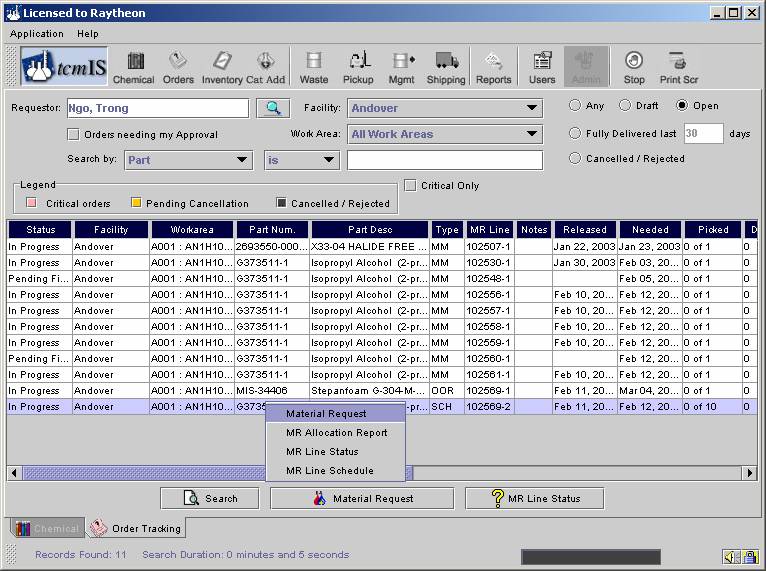 Licensed to Raytheon
Application Help
tcmIS Chemical Orders Inventory Cat Add Waste Pickup Mgmt Shipping Reports Users Admin Stop Print Scr
Requestor: Ngo, Trong Facility: Andover Any Draft Open
Orders needing my Approval Work Area: All Work Areas Fully Delivered last 30 days
Search by: Part is Cancelled / Rejected
Legend Critical Only
Critical orders Pending Cancellation Cancelled / Rejected
Status Facility Workarea Part Num. Part Desc Type MR Line Notes Released Needed Picked D
In Progress Andover A001 : AN1H10... 2693550-000... X33-04 HALIDE FREE ... MM 102507-1 Jan 22, 2003 Jan 23, 2003 0 of 1 0
In Progress Andover A001 : AN1H10... G373511-1 Isopropyl Alcohol (2-pr... MM 102530-1 Jan 30, 2003 Feb 03, 20... 0 of 1 0
Pending Fi... Andover A001 : AN1H10... G373511-1 Isopropyl Alcohol (2-pr... MM 102548-1 Feb 05, 20... 0 of 1 0
In Progress Andover A001 : AN1H10... G373511-1 Isopropyl Alcohol (2-pr... MM 102556-1 Feb 10, 20... Feb 12, 20... 0 of 1 0
In Progress Andover A001 : AN1H10... G373511-1 Isopropyl Alcohol (2-pr... MM 102557-1 Feb 10, 20... Feb 12, 20... 0 of 1 0
In Progress Andover A001 : AN1H10... G373511-1 Isopropyl Alcohol (2-pr... MM 102558-1 Feb 10, 20... Feb 12, 20... 0 of 1 0
In Progress Andover A001 : AN1H10... G373511-1 Isopropyl Alcohol (2-pr... MM 102559-1 Feb 10, 20... Feb 12, 20... 0 of 1 0
Pending Fi... Andover A001 : AN1H10... G373511-1 Isopropyl Alcohol (2-pr... MM 102560-1 Feb 12, 20... 0 of 1 0
In Progress Andover A001 : AN1H10... G373511-1 Isopropyl Alcohol (2-pr... MM 102561-1 Feb 10, 20... Feb 12, 20... 0 of 1 0
In Progress Andover A001 : AN1H10... MIS-34406 Stepanfoam G-304-M-... OOR 102569-1 Feb 11, 20... Mar 04, 20... 0 of 1 0
In Progress Andover A001 : AN1H10... G373 SCH 102569-2 Feb 11, 20... Feb 12, 20... 0 of 10 0
Material Request
MR Allocation Report
MR Line Status
MR Line Schedule
Search Material Request MR Line Status
Chemical Order Tracking
Records Found: 11 Search Duration: 0 minutes and 5 seconds